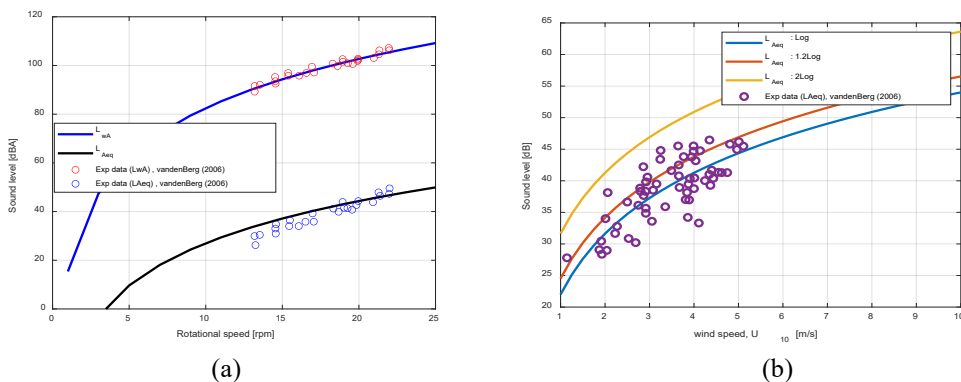 120
100
80
60
40
20
0
Sound level [dBA]
L
wA
L
Aeq
Exp data (LwA) , vandenBerg (2006)
Exp data (LAeq) , vandenBerg (2006)
0 5 10 15 20 25
Rotational speed [rpm]
(a)
65
60
55
50
45
40
35
30
25
20
Sound level [dB]
L : Log
Aeq
L : 1.2Log
Aeq
L : 2Log
Aeq
Exp data (LAeq), vandenBerg (2006)
1 2 3 4 5 6 7 8 9 10
wind speed, U 10 [m/s]
(b)